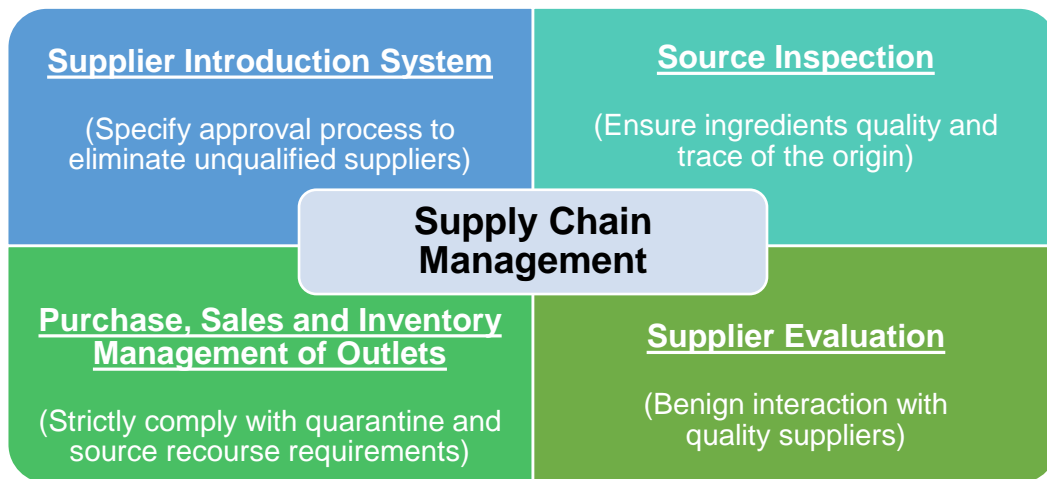 Supplier Introduction System
(Specify approval process to
eliminate unqualified suppliers)
Source Inspection
(Ensure ingredients quality and
trace of the origin)
Supply Chain
Management
Purchase, Sales and Inventory
Management of Outlets
(Strictly comply with quarantine and
source recourse requirements)
Supplier Evaluation
(Benign interaction with
quality suppliers)